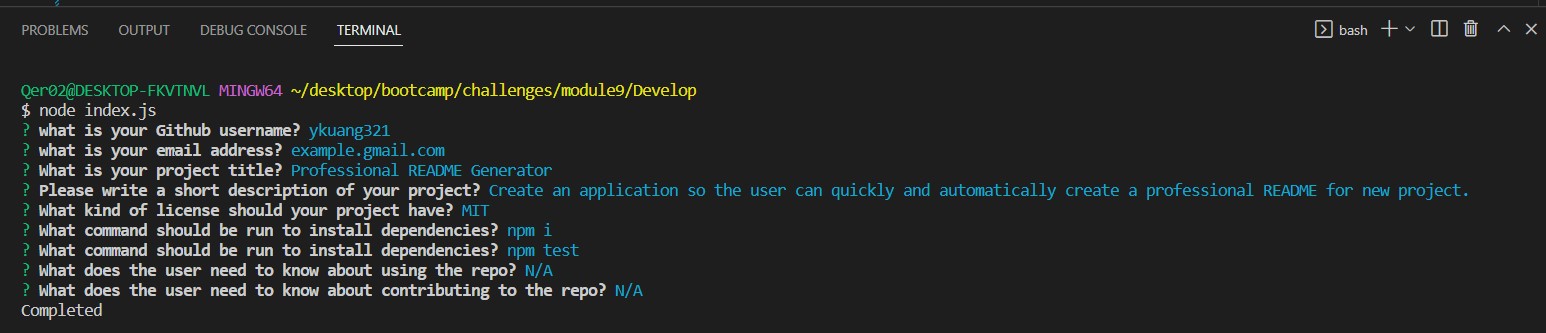 PROBLEMS OUTPUT DEBUG CONSOLE TERMINAL bash
Qer02@DESKTOP-FKVTNVL MINGW64 ~/desktop/bootcamp/challenges/module9/Develop
$ node index.js
? what is your Github username? ykuang321
? what is your email address? example.gmail.com
? What is your project title? Professional README Generator
? Please write a short description of your project? Create an application so the user can quickly and automatically create a professional README for new project.
? What kind of license should your project have? MIT
? What command should be run to install dependencies? npm i
? What command should be run to install dependencies? npm test
? What does the user need to know about using the repo? N/A
? What does the user need to know about contributing to the repo? N/A
Completed